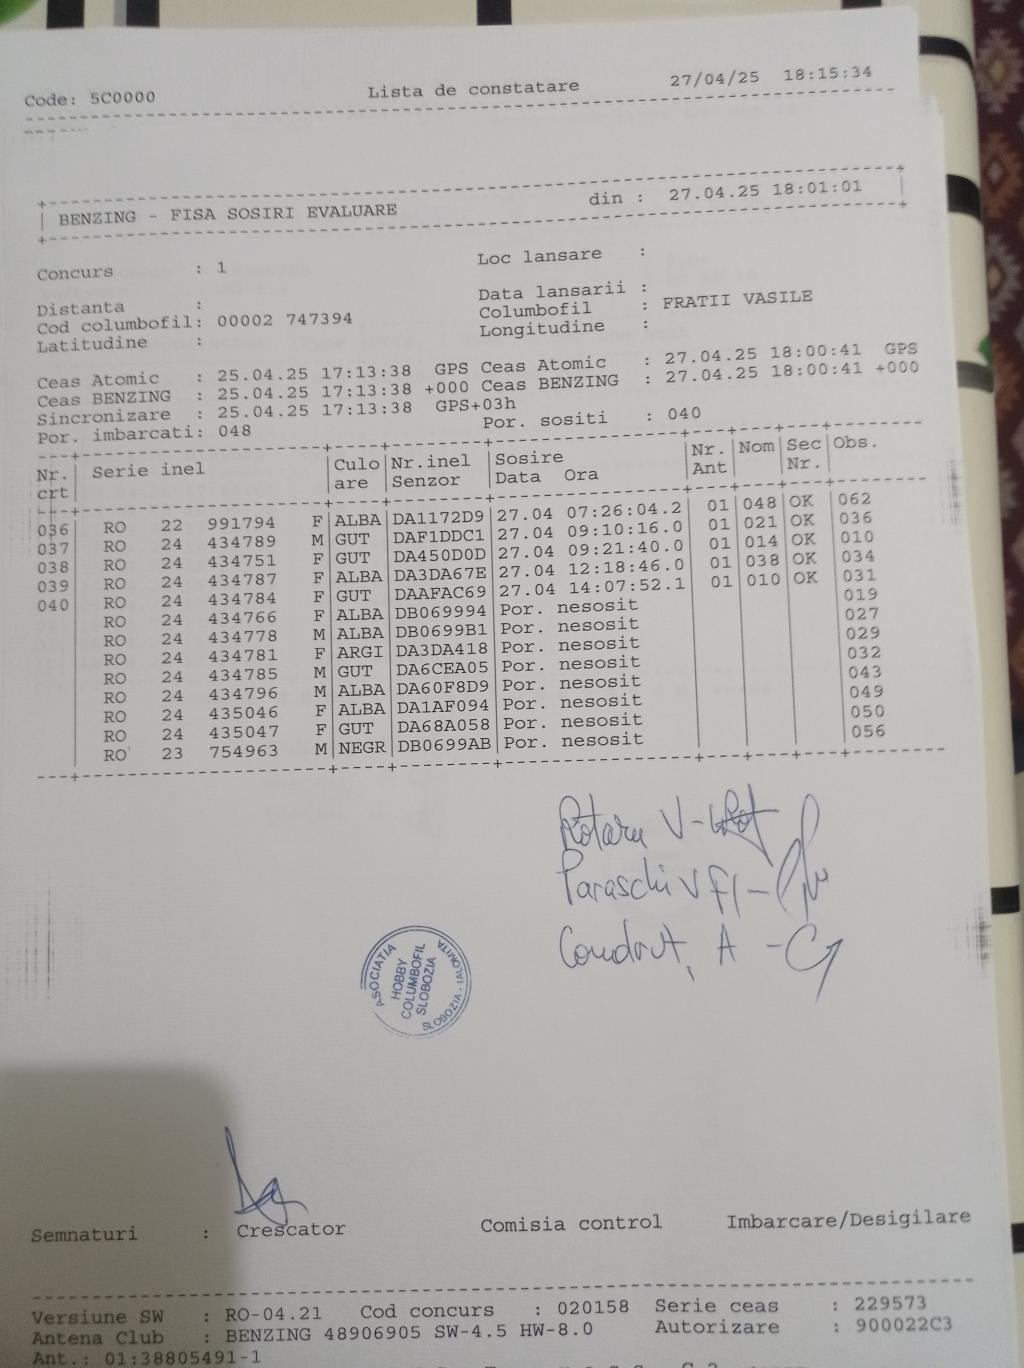 Code: 5C0000 Lista de constatare 27/04/25 18:15:34
BENZING - FISA SOSIRI EVALUARE din : 27.04.25 18:01:01
Concurs : 1 Loc lansare :
Distanta : Data lansarii :
Cod columbofil: 00002 747394 Columbofil : FRATII VASILE
Latitudine : Longitudine :
Ceas Atomic : 25.04.25 17:13:38 GPS Ceas Atomic : 27.04.25 18:00:41 GPS
Ceas BENZING : 25.04.25 17:13:38 +000 Ceas BENZING : 27.04.25 18:00:41 +000
Sincronizare : 25.04.25 17:13:38 GPS+03h
Por. imbarcati: 048 Por. sositi : 040
Nr. Serie inel Culo Nr.inel Sosire Nr. Nom Sec Obs.
crt are Senzor Data Ora Ant Nr.
036 RO 22 991794 F ALBA DA1172D9 27.04 07:26:04.2 01 048 OK 062
037 RO 24 434789 M GUT DAF1DDC1 27.04 09:10:16.0 01 021 OK 036
038 RO 24 434751 F GUT DA450D0D 27.04 09:21:40.0 01 014 OK 010
039 RO 24 434787 F ALBA DA3DA67E 27.04 12:18:46.0 01 038 OK 034
040 RO 24 434784 F GUT DAAFAC69 27.04 14:07:52.1 01 010 OK 031
RO 24 434766 F ALBA DB069994 Por. nesosit 019
RO 24 434778 M ALBA DB0699B1 Por. nesosit 027
RO 24 434781 F ARGI DA3DA418 Por. nesosit 029
RO 24 434785 M GUT DA6CEA05 Por. nesosit 032
RO 24 434796 M ALBA DA60F8D9 Por. nesosit 043
RO 24 435046 F ALBA DA1AF094 Por. nesosit 049
RO 24 435047 F GUT DA68A058 Por. nesosit 050
RO 23 754963 M NEGR DB0699AB Por. nesosit 056
Rotaru V -
Paraschiv Fl -
Condrut, A -
ASOCIATIA
HOBBY
COLUMBOFIL
SLOBOZIA
SLOBOZIA - IALOMITA
Semnaturi : Crescator Comisia control Imbarcare/Desigilare
Versiune SW : RO-04.21 Cod concurs : 020158 Serie ceas : 229573
Antena Club : BENZING 48906905 SW-4.5 HW-8.0 Autorizare : 900022C3
Ant.: 01:38805491-1